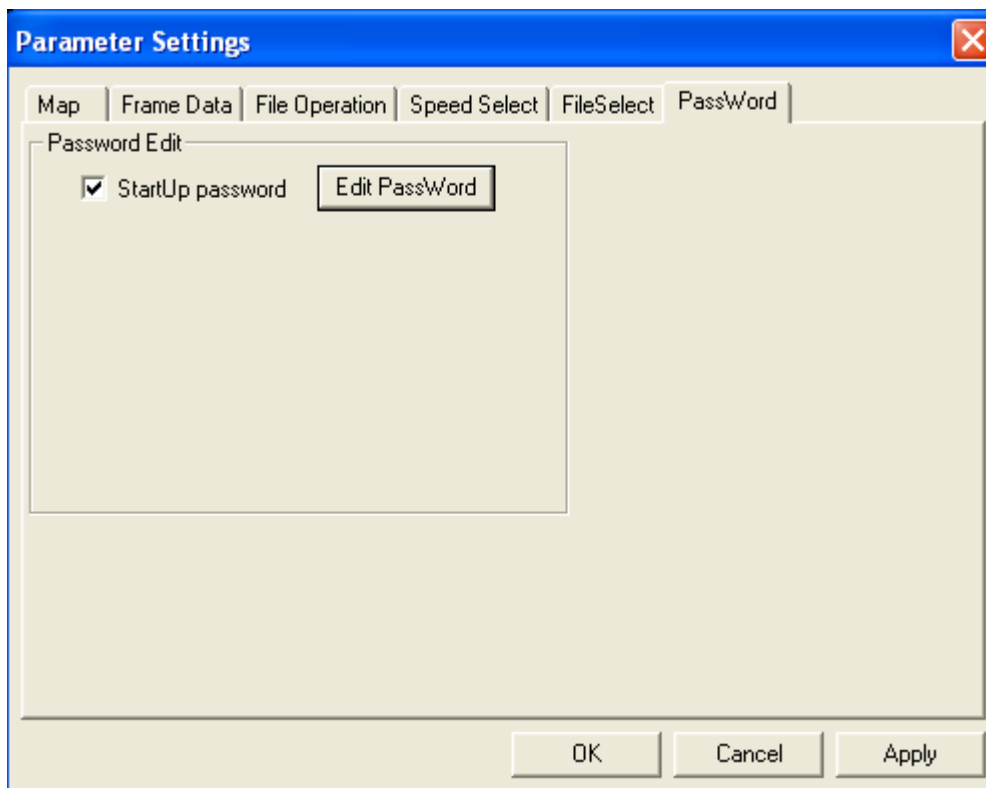 Parameter Settings
Map Frame Data File Operation Speed Select FileSelect PassWord
Password Edit
StartUp password Edit PassWord
OK Cancel Apply